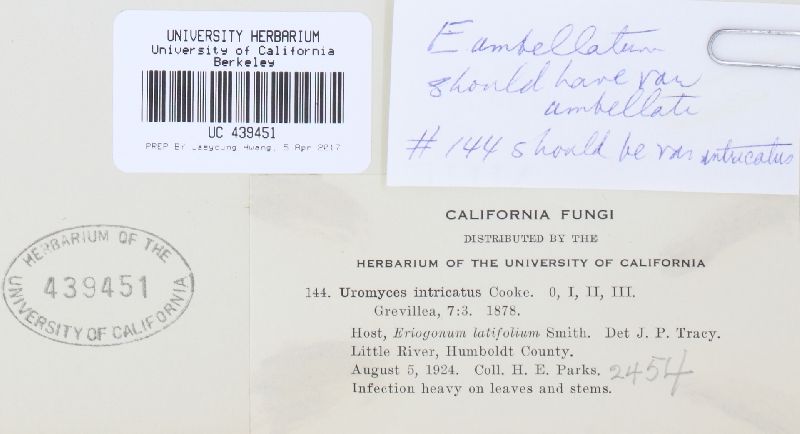 UNIVERSITY HERBARIUM
University of California
Berkeley
UC 439451
PREP BY Jaeyoung Hwang, 5 Apr 2017
E umbellatum
should have var
umbellati
# 144 should be var intricatus
HERBARIUM OF THE
439451
UNIVERSITY OF CALIFORNIA
CALIFORNIA FUNGI
DISTRIBUTED BY THE
HERBARIUM OF THE UNIVERSITY OF CALIFORNIA
144. Uromyces intricatus Cooke. 0, I, II, III.
Grevillea, 7:3. 1878.
Host, Eriogonum latifolium Smith. Det J. P. Tracy.
Little River, Humboldt County.
August 5, 1924. Coll. H. E. Parks. 2454
Infection heavy on leaves and stems.